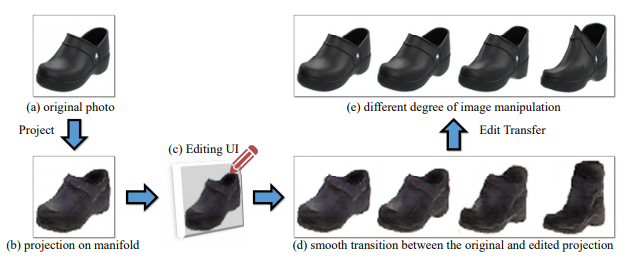 (a) original photo
(e) different degree of image manipulation
Project
(c) Editing UI
Edit Transfer
(b) projection on manifold
(d) smooth transition between the original and edited projection